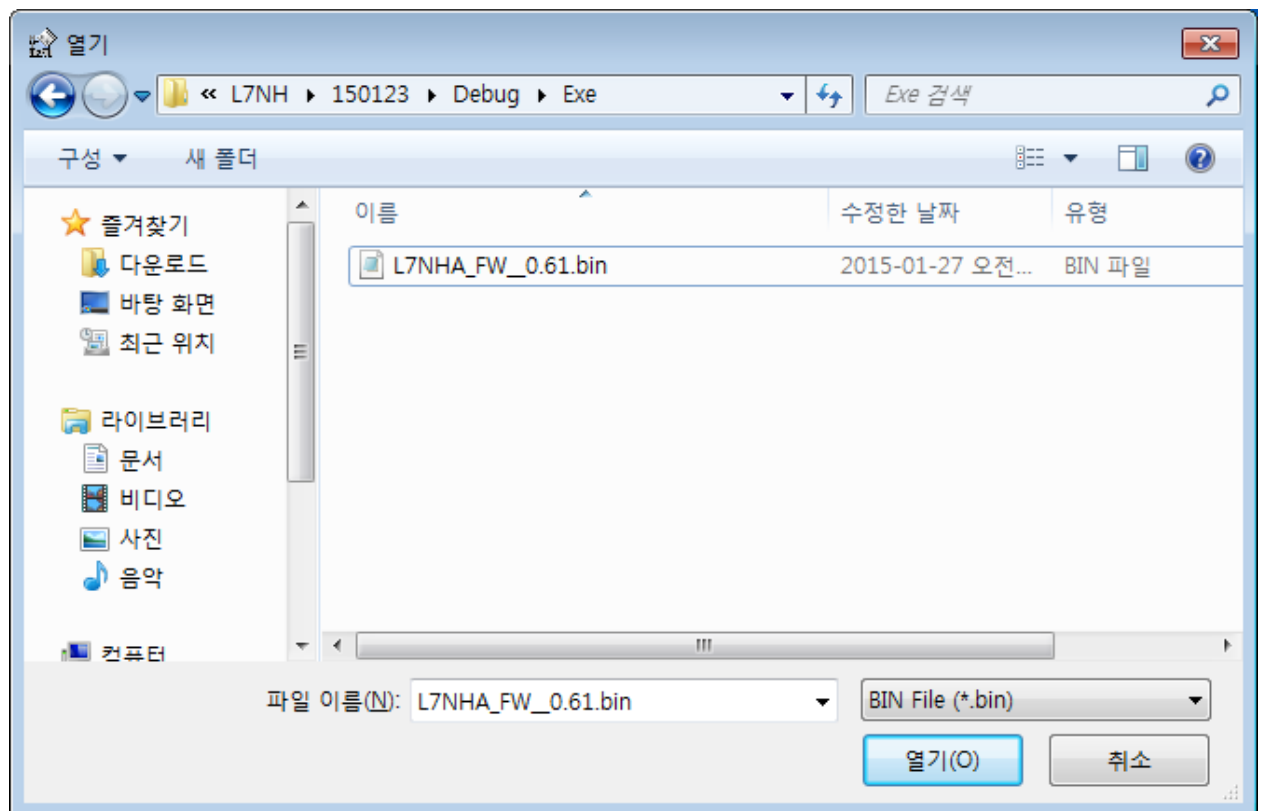 열기
« L7NH ▸ 150123 ▸ Debug ▸ Exe
Exe 검색
구성 새 폴더
이름 수정한 날짜 유형
즐겨찾기
다운로드
바탕 화면
최근 위치
라이브러리
문서
비디오
사진
음악
컴퓨터
L7NHA_FW__0.61.bin 2015-01-27 오전... BIN 파일
파일 이름(N): L7NHA_FW__0.61.bin BIN File (*.bin)
열기(O) 취소